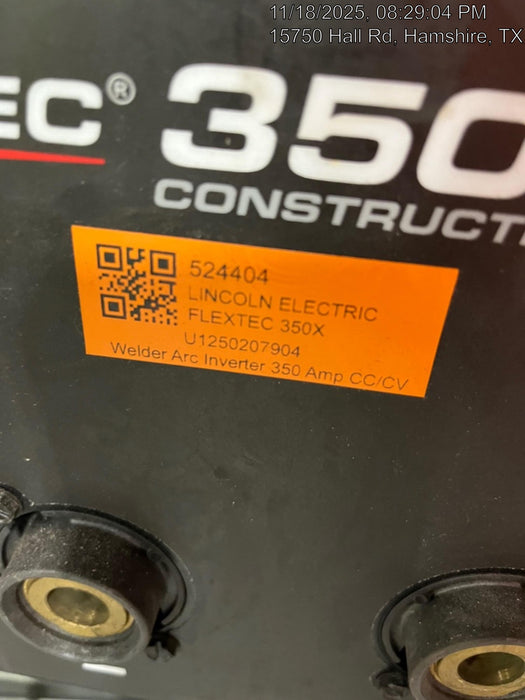 11/18/2025, 08:29:04 PM
15750 Hall Rd, Hamshire, TX
EC® 350
CONSTRUCTI
524404
LINCOLN ELECTRIC
FLEXTEC 350X
U1250207904
Welder Arc Inverter 350 Amp CC/CV